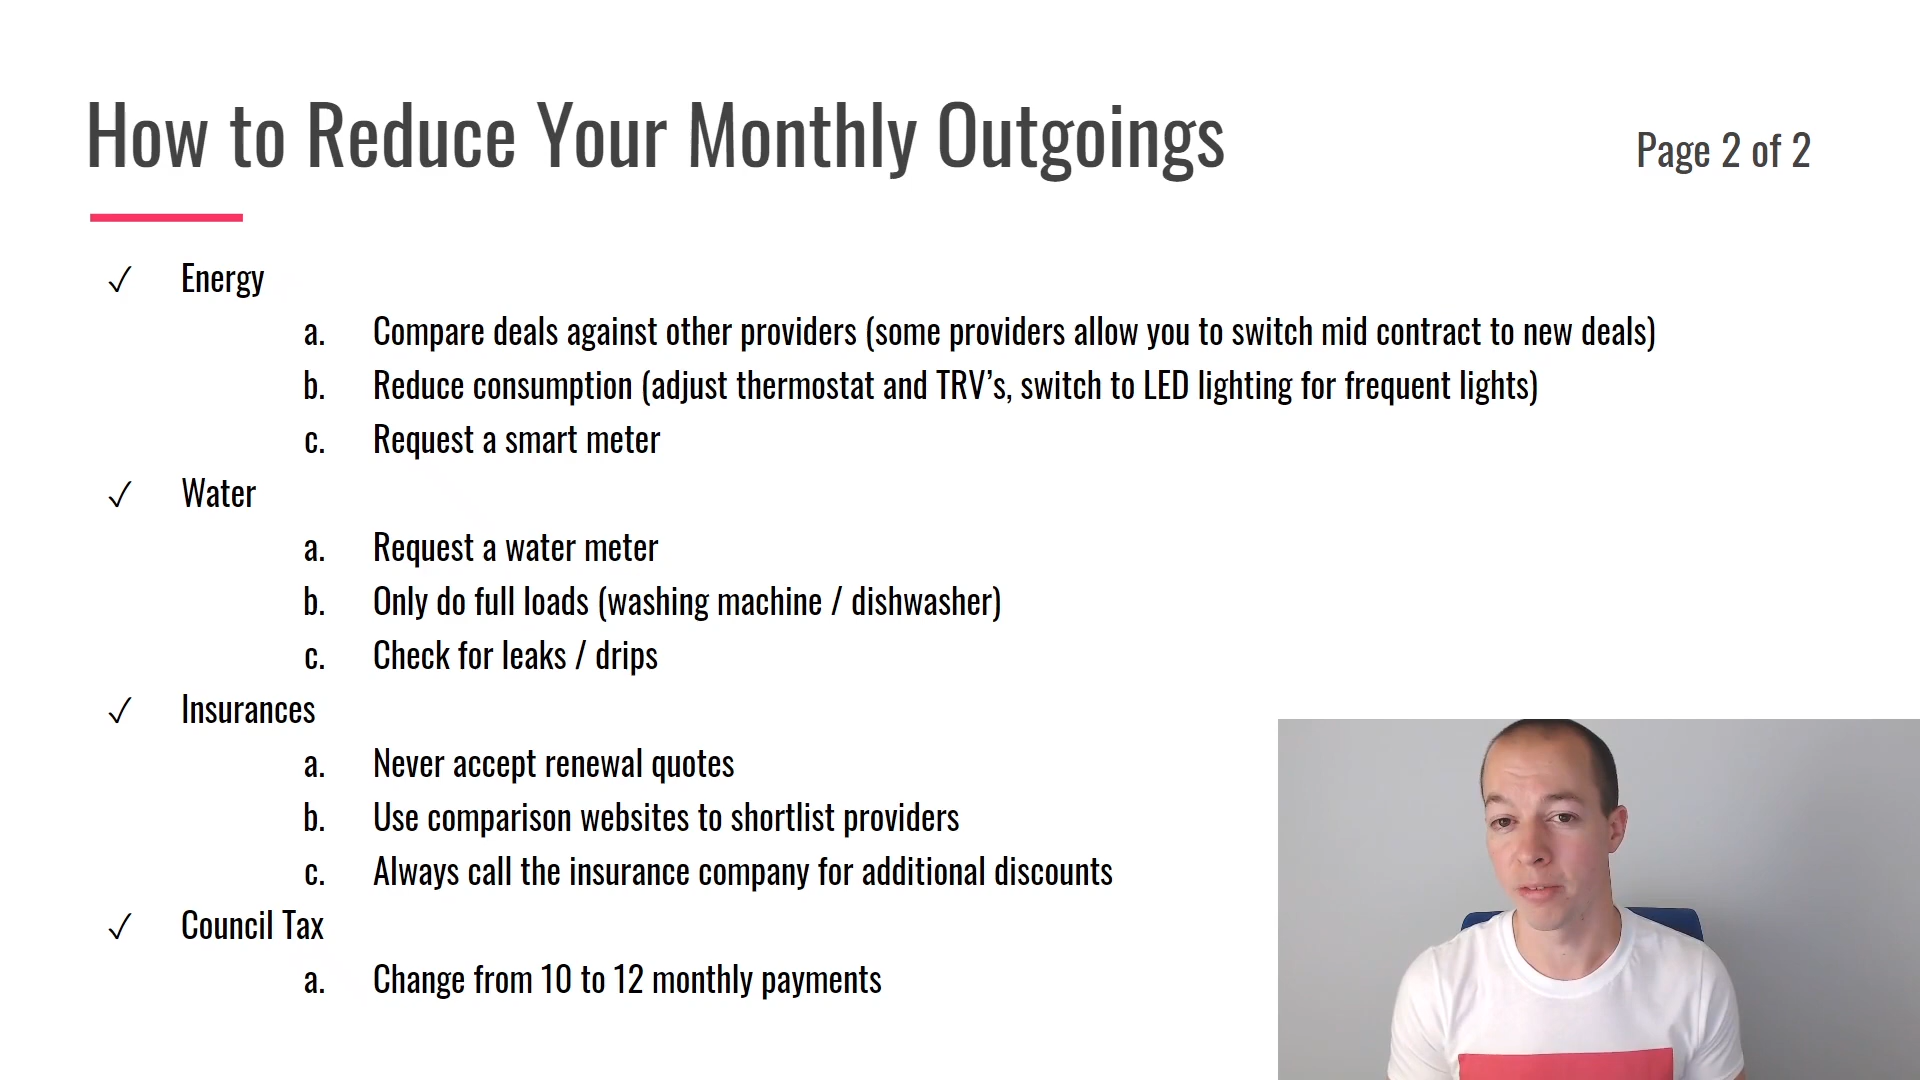 How to Reduce Your Monthly Outgoings
Page 2 of 2
✓ Energy
a. Compare deals against other providers (some providers allow you to switch mid contract to new deals)
b. Reduce consumption (adjust thermostat and TRV’s, switch to LED lighting for frequent lights)
c. Request a smart meter
✓ Water
a. Request a water meter
b. Only do full loads (washing machine / dishwasher)
c. Check for leaks / drips
✓ Insurances
a. Never accept renewal quotes
b. Use comparison websites to shortlist providers
c. Always call the insurance company for additional discounts
✓ Council Tax
a. Change from 10 to 12 monthly payments